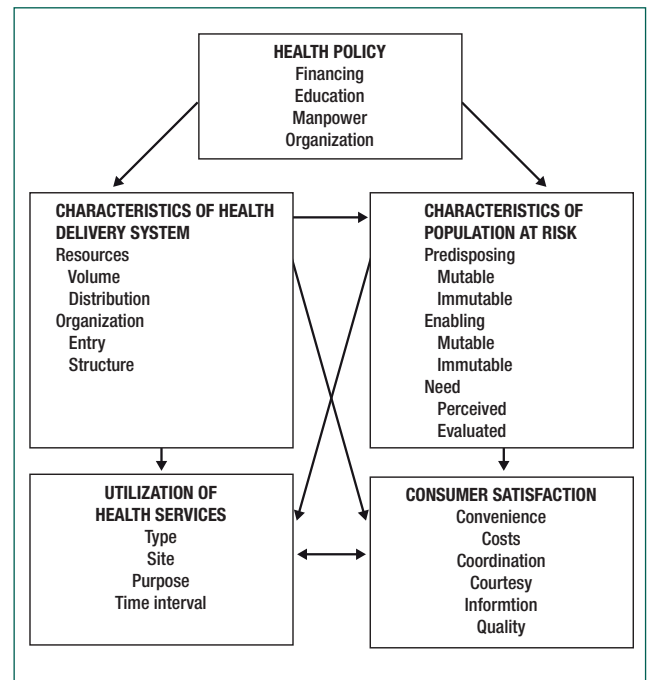 HEALTH POLICY
Financing
Education
Manpower
Organization
CHARACTERISTICS OF HEALTH
DELIVERY SYSTEM
Resources
Volume
Distribution
Organization
Entry
Structure
CHARACTERISTICS OF
POPULATION AT RISK
Predisposing
Mutable
Immutable
Enabling
Mutable
Immutable
Need
Perceived
Evaluated
UTILIZATION OF
HEALTH SERVICES
Type
Site
Purpose
Time interval
CONSUMER SATISFACTION
Convenience
Costs
Coordination
Courtesy
Informtion
Quality